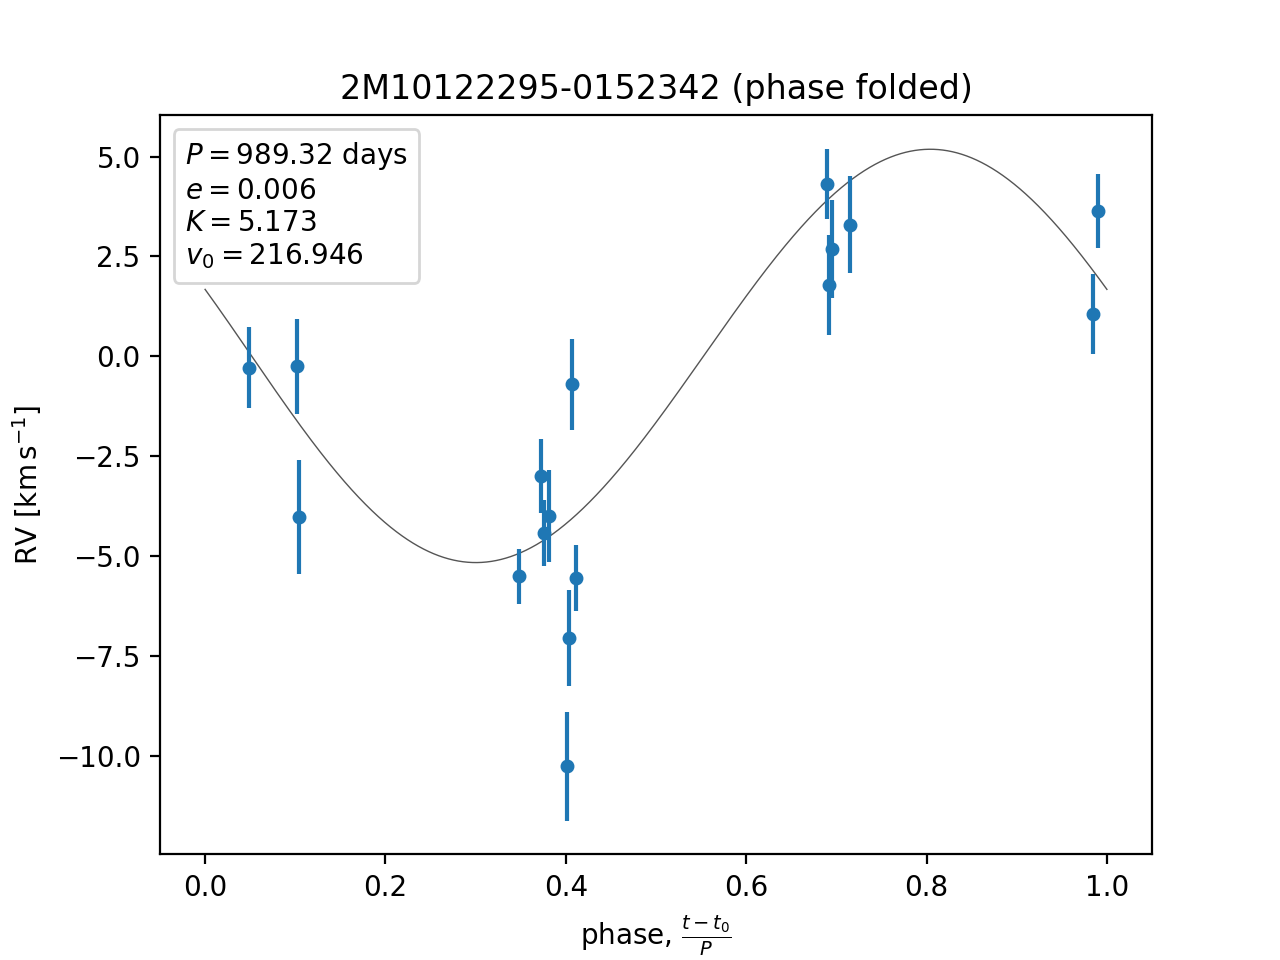 2M10122295-0152342 (phase folded)
P = 989.32 days
e = 0.006
K = 5.173
v₀ = 216.946
5.0
2.5
0.0
−2.5
−5.0
−7.5
−10.0
RV [km s⁻¹]
0.0 0.2 0.4 0.6 0.8 1.0
phase, (t − t₀)/P